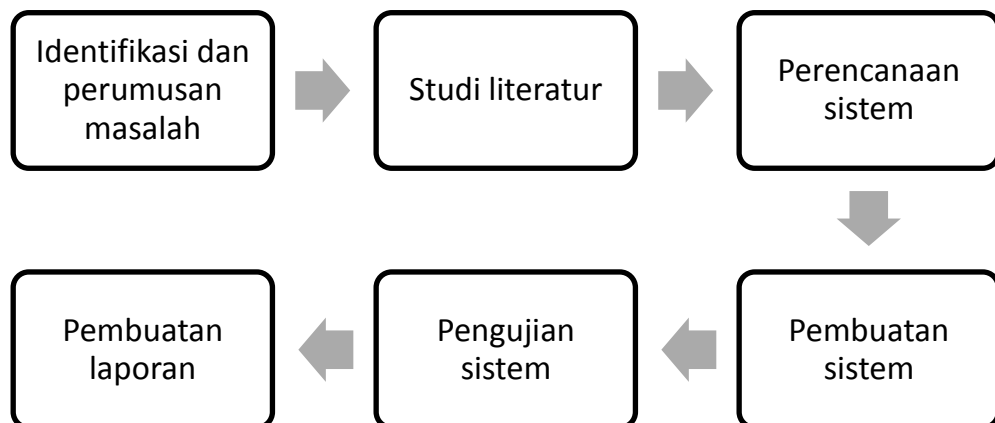 Identifikasi dan
perumusan
masalah
Studi literatur
Perencanaan
sistem
Pembuatan
sistem
Pengujian
sistem
Pembuatan
laporan